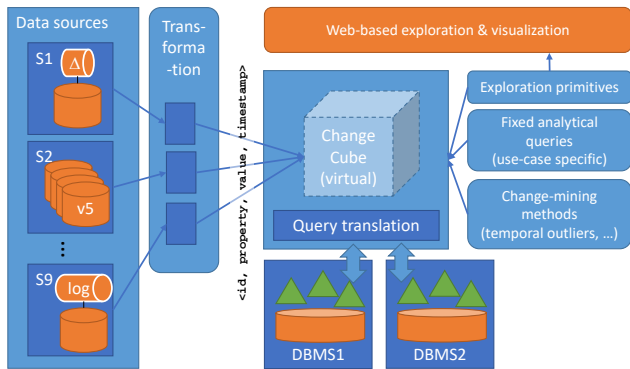 Data sources
S1
Δ
S2
v5
...
S9
log
Trans-
forma
-tion
<id, property, value, timestamp>
Web-based exploration & visualization
Change
Cube
(virtual)
Query translation
DBMS1
DBMS2
Exploration primitives
Fixed analytical
queries
(use-case specific)
Change-mining
methods
(temporal outliers, ...)